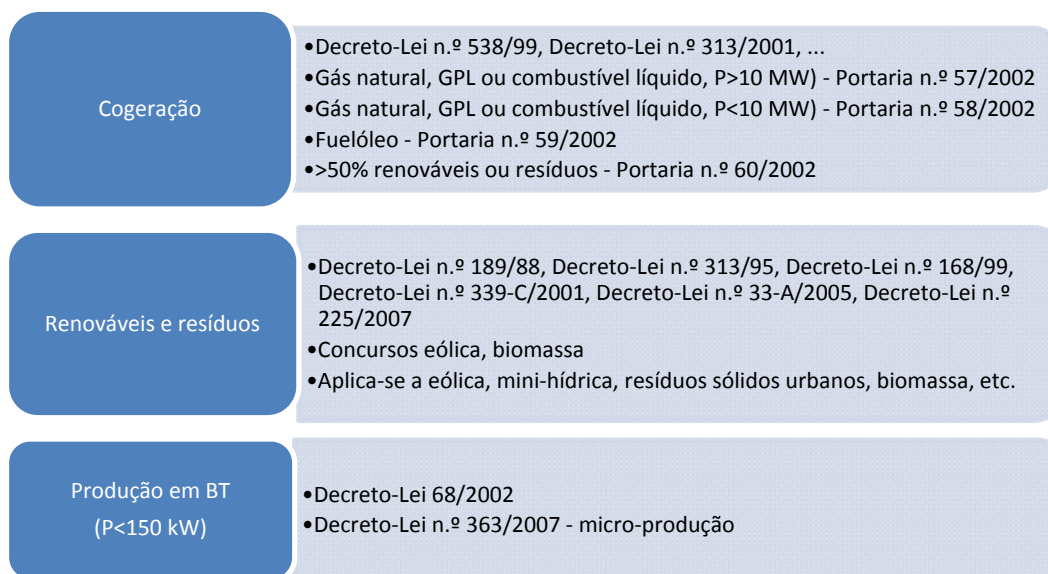 Cogeração
•Decreto-Lei n.º 538/99, Decreto-Lei n.º 313/2001, ...
•Gás natural, GPL ou combustível líquido, P>10 MW) - Portaria n.º 57/2002
•Gás natural, GPL ou combustível líquido, P<10 MW) - Portaria n.º 58/2002
•Fuelóleo - Portaria n.º 59/2002
•>50% renováveis ou resíduos - Portaria n.º 60/2002
Renováveis e resíduos
•Decreto-Lei n.º 189/88, Decreto-Lei n.º 313/95, Decreto-Lei n.º 168/99,
Decreto-Lei n.º 339-C/2001, Decreto-Lei n.º 33-A/2005, Decreto-Lei n.º
225/2007
•Concursos eólica, biomassa
•Aplica-se a eólica, mini-hídrica, resíduos sólidos urbanos, biomassa, etc.
Produção em BT
(P<150 kW)
•Decreto-Lei 68/2002
•Decreto-Lei n.º 363/2007 - micro-produção